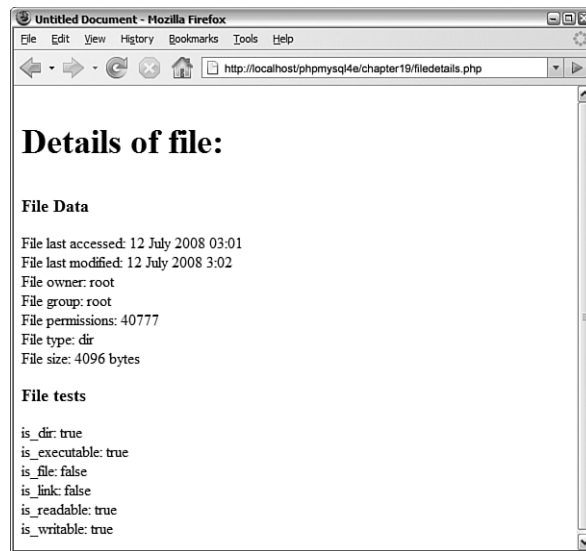 Untitled Document - Mozilla Firefox
File Edit View History Bookmarks Tools Help
http://localhost/phpmysql4e/chapter19/filedetails.php
Details of file:
File Data
File last accessed: 12 July 2008 03:01
File last modified: 12 July 2008 3:02
File owner: root
File group: root
File permissions: 40777
File type: dir
File size: 4096 bytes
File tests
is_dir: true
is_executable: true
is_file: false
is_link: false
is_readable: true
is_writable: true